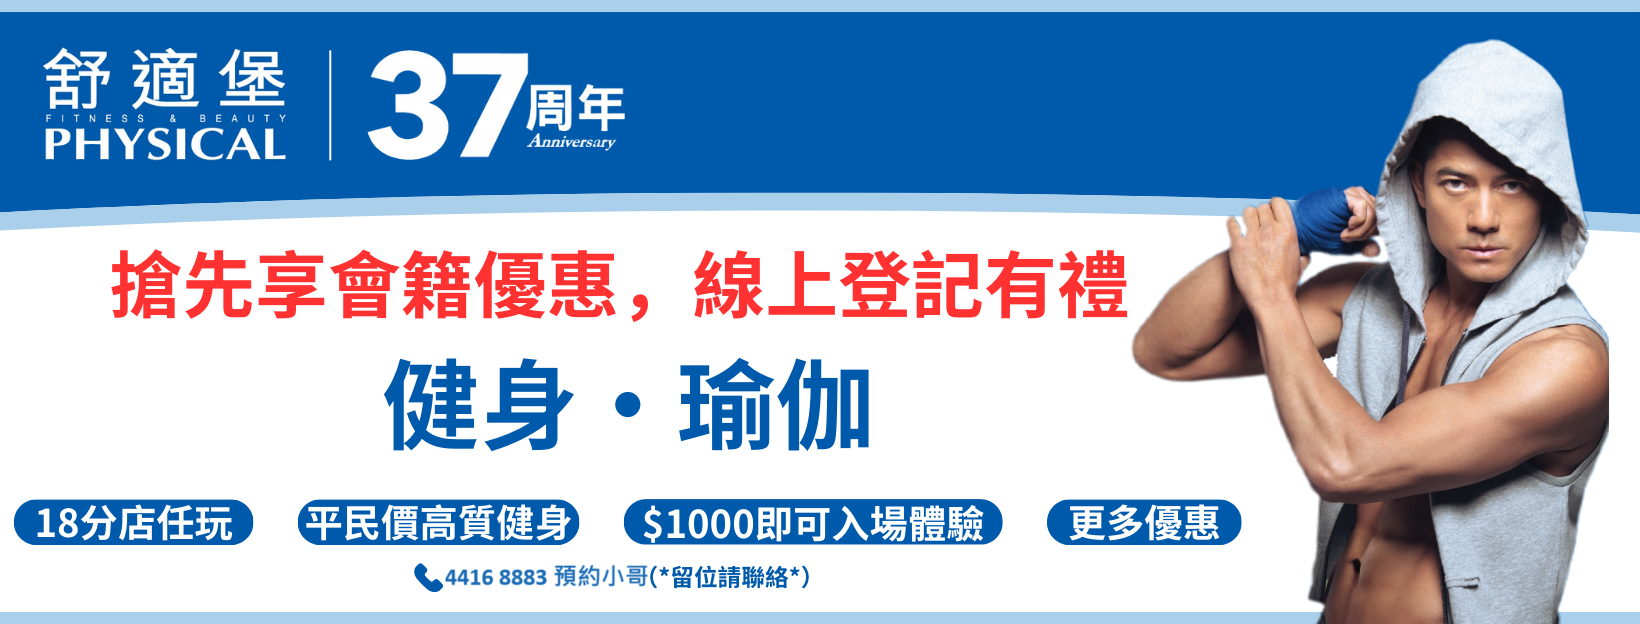 舒適堡
FITNESS & BEAUTY
PHYSICAL
37周年
Anniversary
搶先享會籍優惠，線上登記有禮
健身・瑜伽
18分店任玩
平民價高質健身
$1000即可入場體驗
更多優惠
4416 8883 預約小哥(*留位請聯絡*)